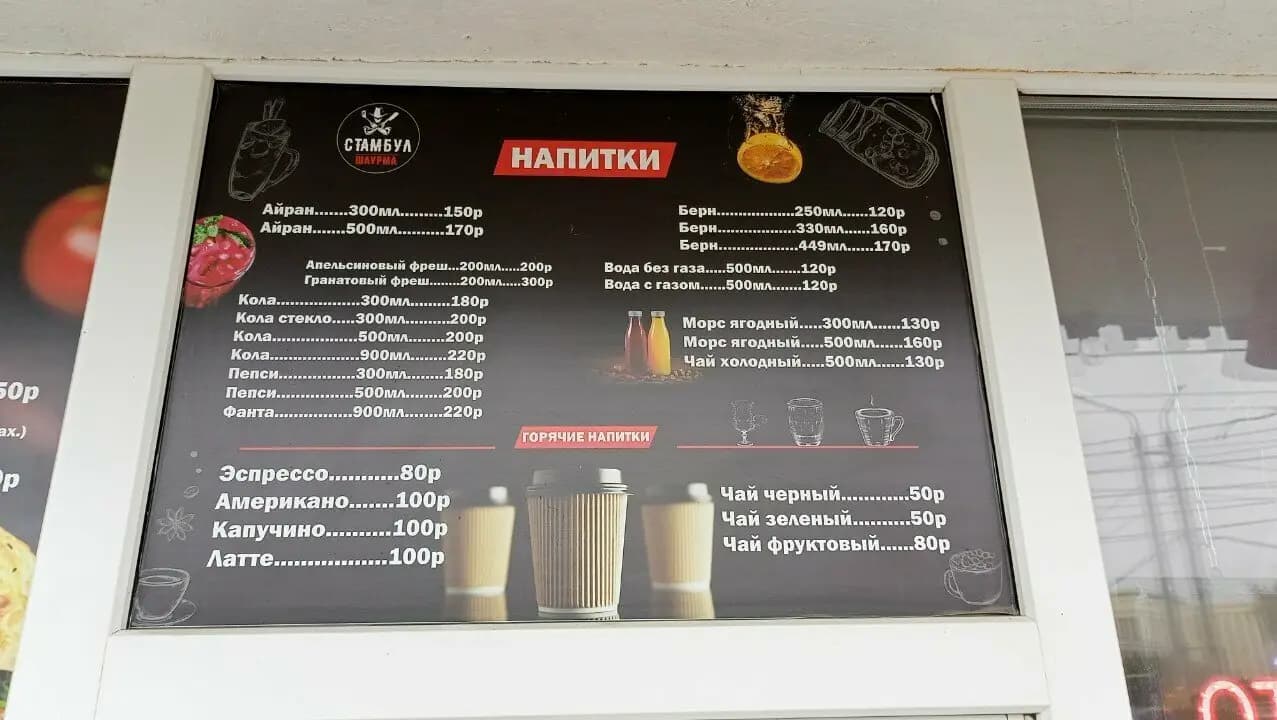 СТАМБУЛ
ШАУРМА
НАПИТКИ
Айран.......300мл.........150р
Айран.......500мл..........170р
Апельсиновый фреш...200мл.....200р
Гранатовый фреш........200мл.....300р
Кола.................300мл........180р
Кола стекло.....300мл........200р
Кола.................500мл.......200р
Кола.................900мл.......220р
Пепси...............300мл.......180р
Пепси...............500мл.......200р
Фанта...............900мл.......220р
Берн..................250мл......120р
Берн..................330мл......160р
Берн..................449мл......170р
Вода без газа.....500мл.......120р
Вода с газом.....500мл.......120р
Морс ягодный.....300мл......130р
Морс ягодный.....500мл......160р
Чай холодный.....500мл......130р
ГОРЯЧИЕ НАПИТКИ
Эспрессо...........80р
Американо.......100р
Капучино..........100р
Латте.................100р
Чай черный............50р
Чай зеленый..........50р
Чай фруктовый......80р
50р
ах.)
р
ОТ